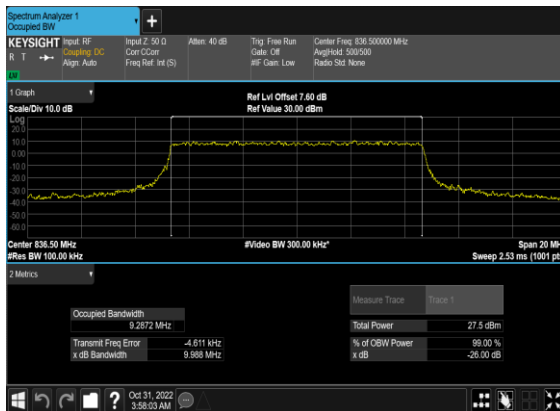 Spectrum Analyzer 1
Occupied BW
KEYSIGHT
R T
Input: RF
Coupling: DC
Align: Auto
Input Z: 50 Ω
Corr CCorr
Freq Ref: Int (S)
Atten: 40 dB
Trig: Free Run
Gate: Off
#IF Gain: Low
Center Freq: 836.500000 MHz
Avg|Hold: 500/500
Radio Std: None
1 Graph
Scale/Div 10.0 dB
Ref Lvl Offset 7.60 dB
Ref Value 30.00 dBm
Log
20.0
10.0
0.00
-10.0
-20.0
-30.0
-40.0
-50.0
-60.0
Center 836.50 MHz
#Res BW 100.00 kHz
#Video BW 300.00 kHz*
Span 20 MH
Sweep 2.53 ms (1001 pt
2 Metrics
Occupied Bandwidth
9.2872 MHz
Transmit Freq Error -4.611 kHz
x dB Bandwidth 9.988 MHz
Measure Trace Trace 1
Total Power 27.5 dBm
% of OBW Power 99.00 %
x dB -26.00 dB
Oct 31, 2022
3:58:03 AM